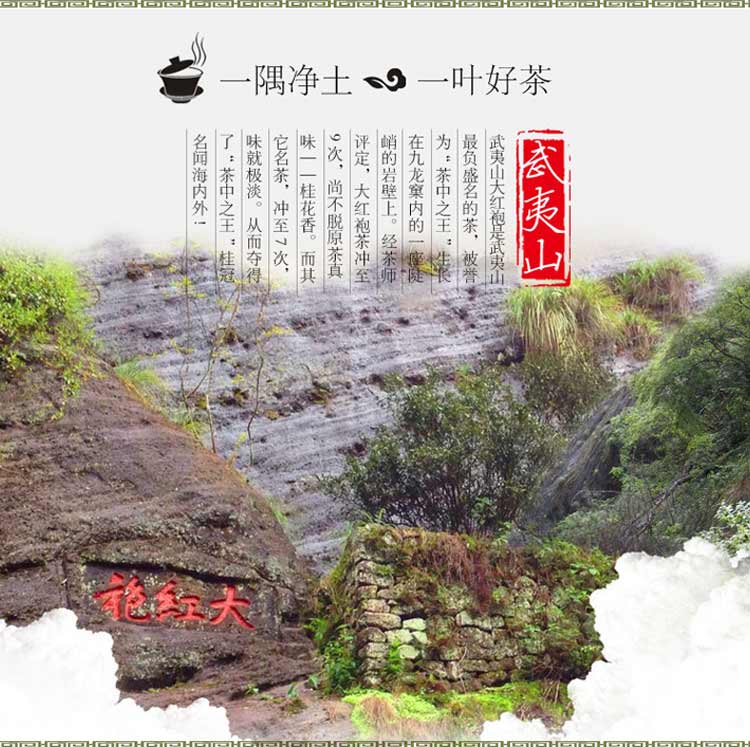 一隅净土 一叶好茶
武夷山
武夷山大红袍是武夷山
最负盛名的茶，被誉
为“茶中之王”生长
在九龙窠内的一座陡
峭的岩壁上。经茶师
评定，大红袍茶冲至
9次，尚不脱原茶真
味——桂花香。而其
它名茶，冲至7次，
味就极淡。从而夺得
了“茶中之王”桂冠
名闻海内外！
大红袍